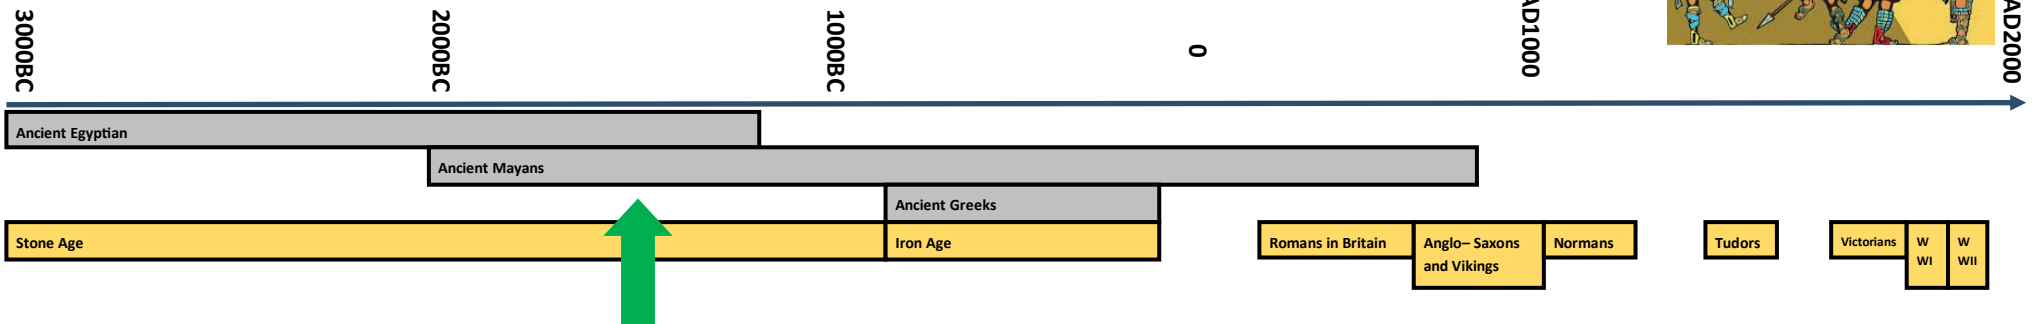 3000BC
2000BC
1000BC
0
AD1000
AD2000
Ancient Egyptian
Ancient Mayans
Ancient Greeks
Stone Age
Iron Age
Romans in Britain
Anglo– Saxons
and Vikings
Normans
Tudors
Victorians
W
WI
W
WII